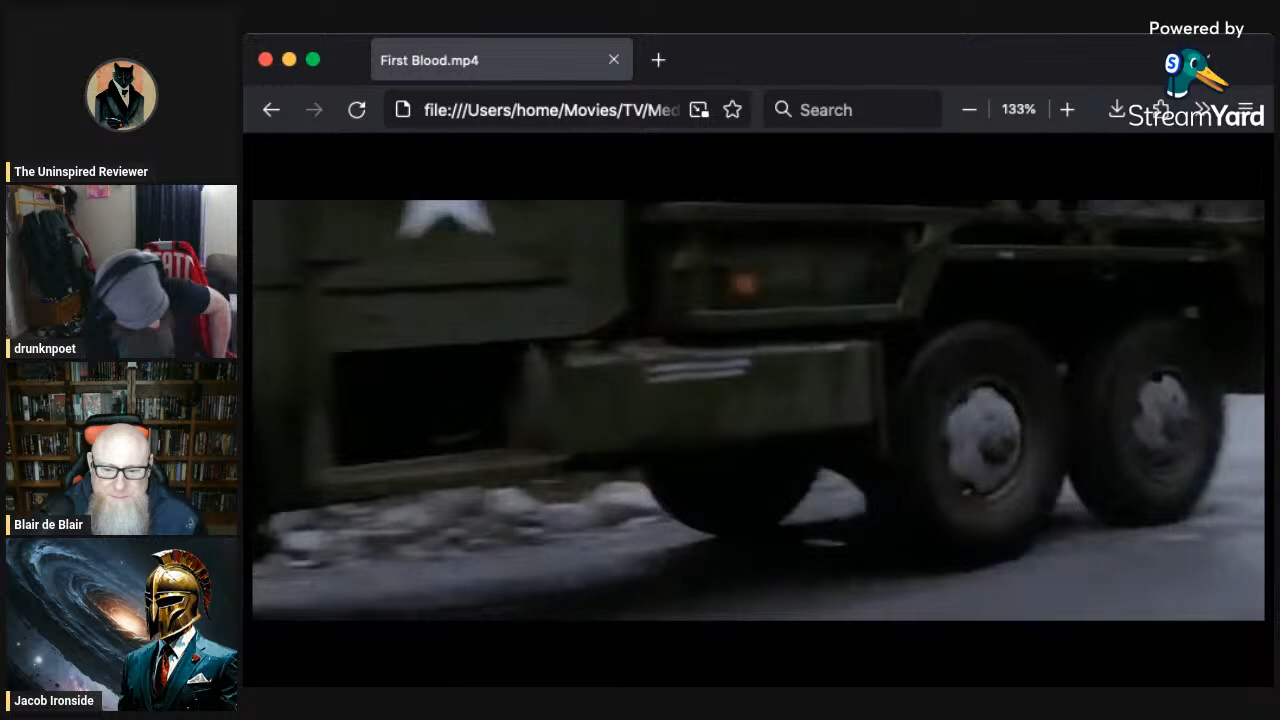 Powered by
StreamYard
First Blood.mp4
file:///Users/home/Movies/TV/Med
Search
133%
The Uninspired Reviewer
drunknpoet
Blair de Blair
Jacob Ironside